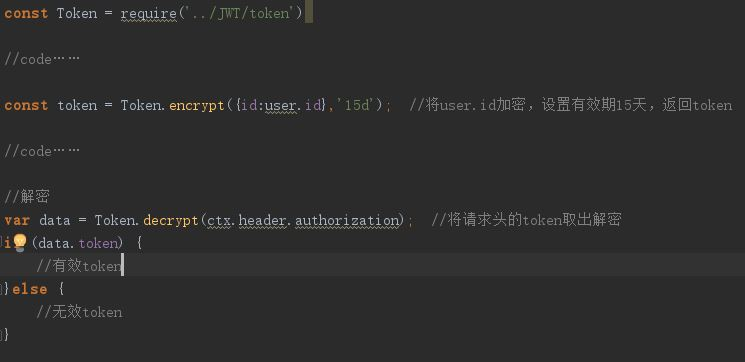 const Token = require('../JWT/token')
//code……
const token = Token.encrypt({id:user.id},'15d');  //将user.id加密，设置有效期15天，返回token
//code……
//解密
var data = Token.decrypt(ctx.header.authorization);  //将请求头的token取出解密
i (data.token) {
//有效token
}else {
//无效token
}